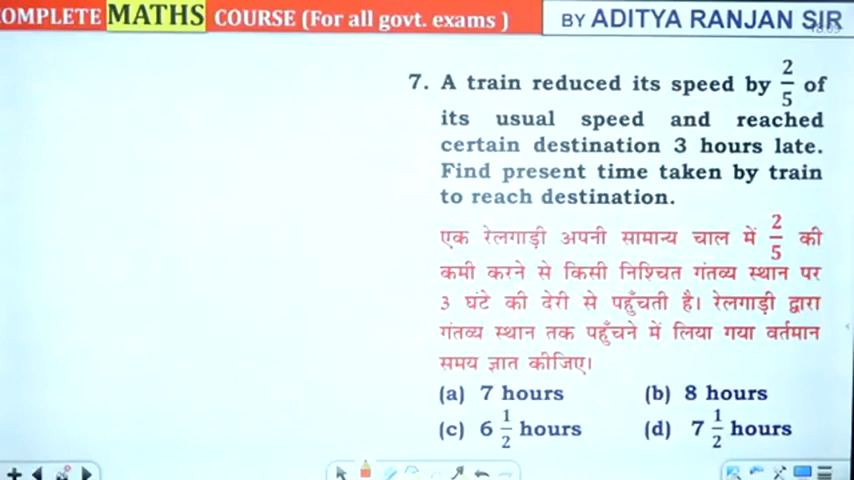 COMPLETE MATHS COURSE (For all govt. exams )
BY ADITYA RANJAN SIR
7. A train reduced its speed by 2/5 of
its usual speed and reached
certain destination 3 hours late.
Find present time taken by train
to reach destination.
एक रेलगाड़ी अपनी सामान्य चाल में 2/5 की
कमी करने से किसी निश्चित गंतव्य स्थान पर
3 घंटे की देरी से पहुँचती है। रेलगाड़ी द्वारा
गंतव्य स्थान तक पहुँचने में लिया गया वर्तमान
समय ज्ञात कीजिए।
(a) 7 hours (b) 8 hours
(c) 6 1/2 hours (d) 7 1/2 hours